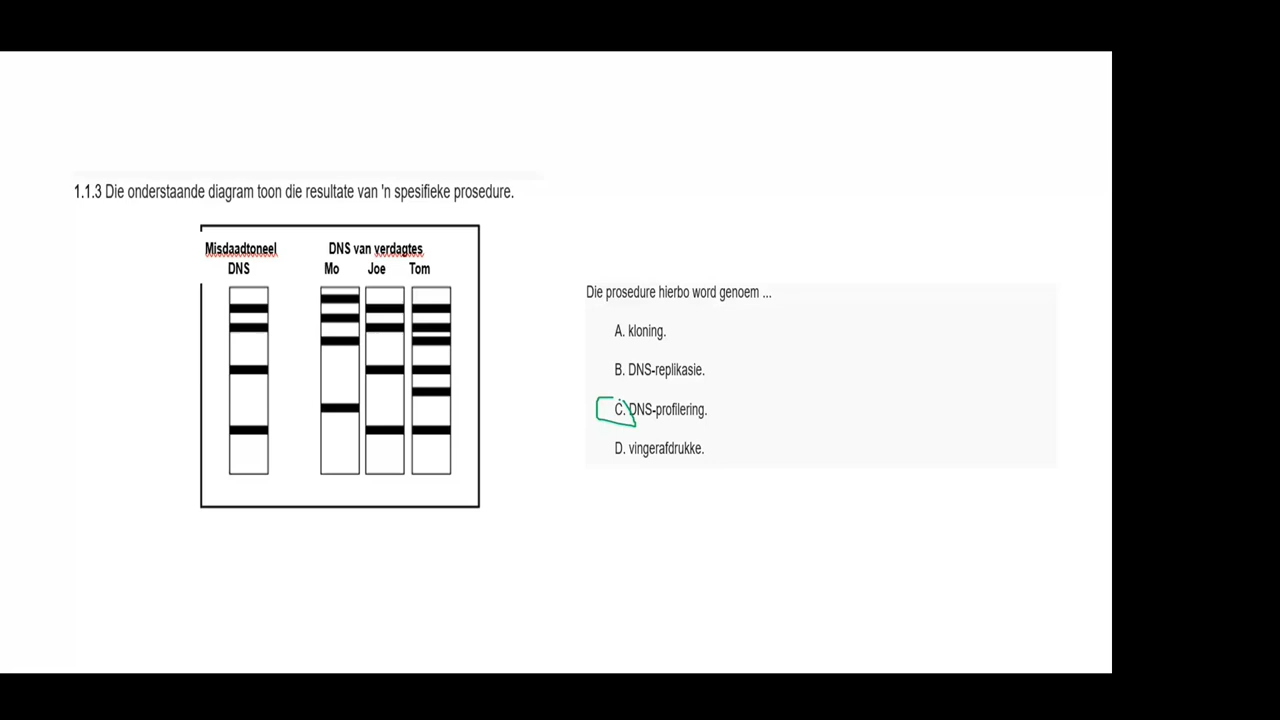 1.1.3 Die onderstaande diagram toon die resultate van 'n spesifieke prosedure.
Misdaadtoneel DNS van verdagtes
DNS Mo Joe Tom
Die prosedure hierbo word genoem ...
A. kloning.
B. DNS-replikasie.
C. DNS-profilering.
D. vingerafdrukke.